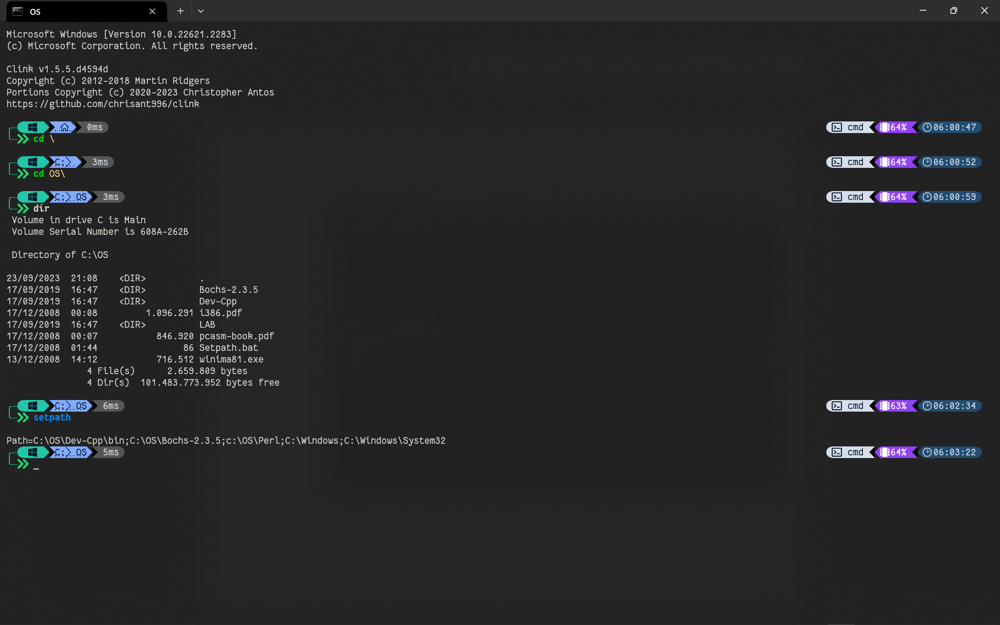 OS
Microsoft Windows [Version 10.0.22621.2283]
(c) Microsoft Corporation. All rights reserved.
Clink v1.5.5.d4594d
Copyright (c) 2012-2018 Martin Ridgers
Portions Copyright (c) 2020-2023 Christopher Antos
https://github.com/chrisant996/clink
0ms cmd 64% 06:00:47
cd \
C: 3ms cmd 64% 06:00:52
cd OS\
C: OS 3ms cmd 64% 06:00:59
dir
Volume in drive C is Main
Volume Serial Number is 608A-262B
Directory of C:\OS
23/09/2023 21:08 <DIR> .
17/09/2019 16:47 <DIR> Bochs-2.3.5
17/09/2019 16:47 <DIR> Dev-Cpp
17/12/2008 00:08 1.096.291 i386.pdf
17/09/2019 16:47 <DIR> LAB
17/12/2008 00:07 846.920 pcasm-book.pdf
17/12/2008 01:44 86 Setpath.bat
13/12/2008 14:12 716.512 winima81.exe
4 File(s) 2.659.809 bytes
4 Dir(s) 101.483.773.952 bytes free
C: OS 6ms cmd 63% 06:02:34
setpath
Path=C:\OS\Dev-Cpp\bin;C:\OS\Bochs-2.3.5;c:\OS\Perl;C:\Windows;C:\Windows\System32
C: OS 5ms cmd 64% 06:03:22